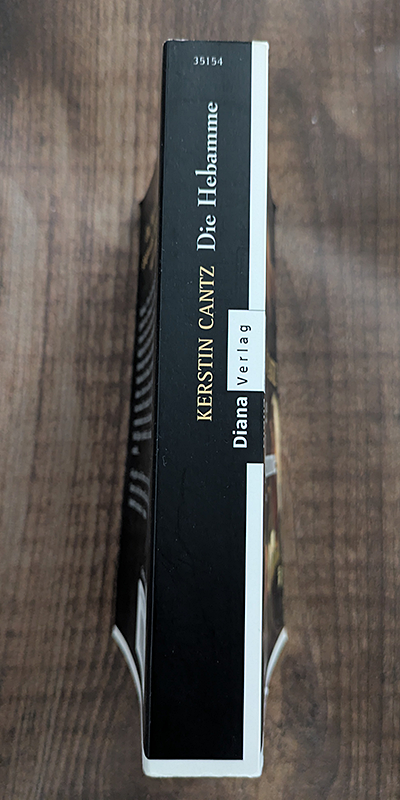 35154
KERSTIN CANTZ Die Hebamme
Diana Verlag